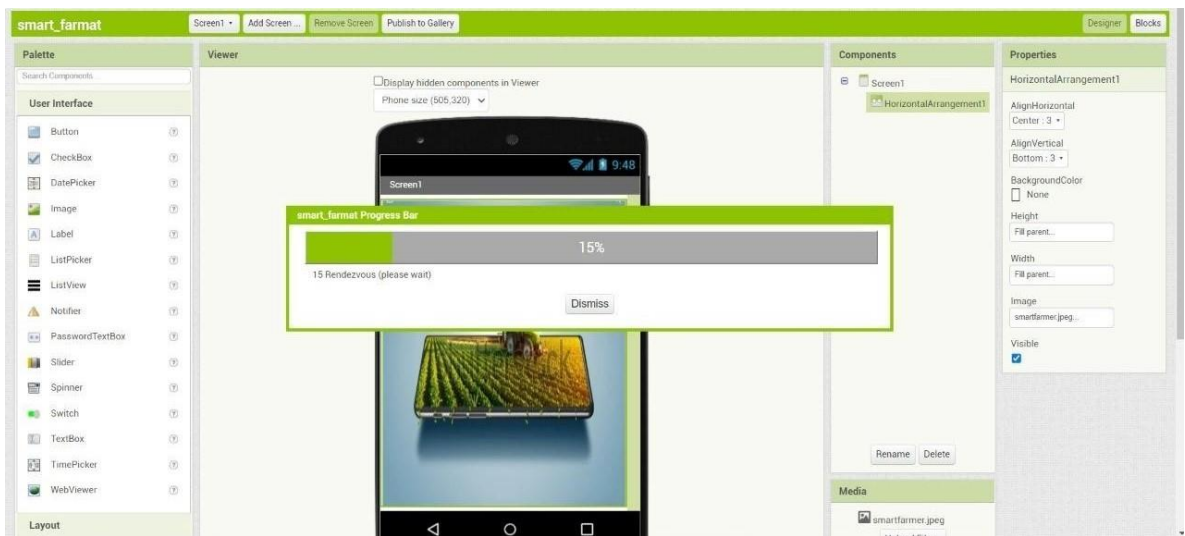 smart_farmat
Screen1
Add Screen ...
Remove Screen
Publish to Gallery
Designer
Blocks
Palette
Search Components...
User Interface
Button
CheckBox
DatePicker
Image
Label
ListPicker
ListView
Notifier
PasswordTextBox
Slider
Spinner
Switch
TextBox
TimePicker
WebViewer
Layout
Viewer
Display hidden components in Viewer
Phone size (505,320)
9:48
Screen1
smart_farmat Progress Bar
15%
15 Rendezvous (please wait)
Dismiss
Components
Screen1
HorizontalArrangement1
Rename
Delete
Media
smartfarmer.jpeg
Properties
HorizontalArrangement1
AlignHorizontal
Center : 3
AlignVertical
Bottom : 3
BackgroundColor
None
Height
Fill parent...
Width
Fill parent...
Image
smartfarmer.jpeg...
Visible